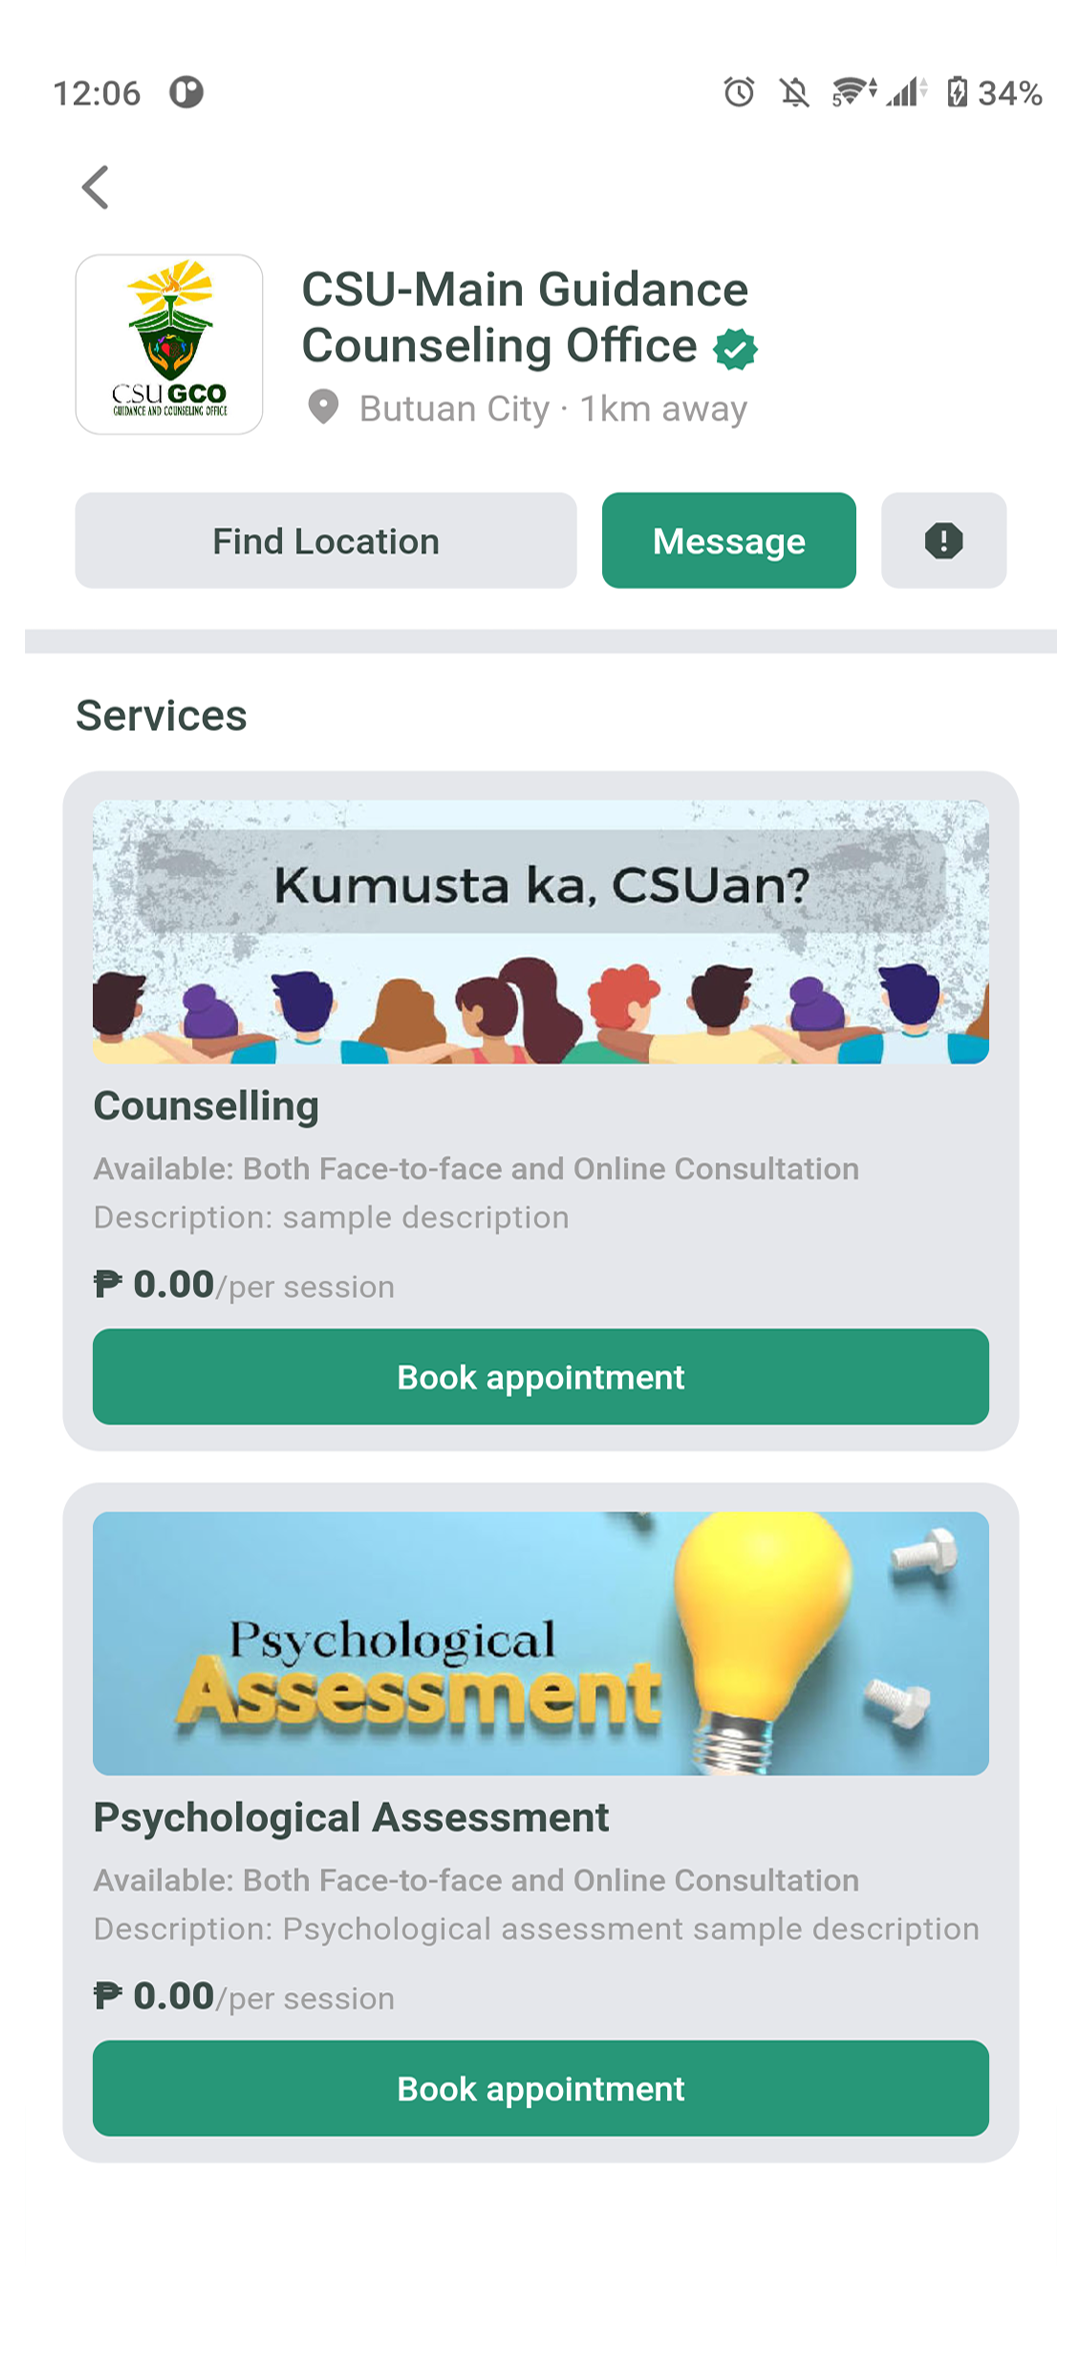 12:06
5
34%
CSU-Main Guidance
Counseling Office
Butuan City · 1km away
CSU GCO
GUIDANCE AND COUNSELING OFFICE
Find Location
Message
Services
Kumusta ka, CSUan?
Counselling
Available: Both Face-to-face and Online Consultation
Description: sample description
₱ 0.00/per session
Book appointment
Psychological
Assessment
Psychological Assessment
Available: Both Face-to-face and Online Consultation
Description: Psychological assessment sample description
₱ 0.00/per session
Book appointment